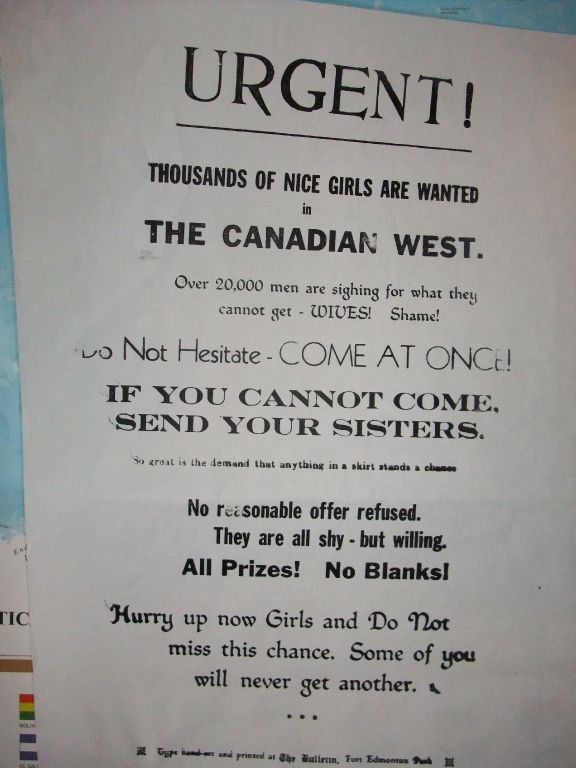 URGENT!
THOUSANDS OF NICE GIRLS ARE WANTED
in
THE CANADIAN WEST.
Over 20,000 men are sighing for what they
cannot get - WIVES! Shame!
Do Not Hesitate - COME AT ONCE!
IF YOU CANNOT COME,
SEND YOUR SISTERS.
So great is the demand that anything in a skirt stands a chance
No reasonable offer refused.
They are all shy - but willing.
All Prizes! No Blanks!
Hurry up now Girls and Do Not
miss this chance. Some of you
will never get another.
...
Type hand-set and printed at The Bulletin, Fort Edmonton Park
TIC